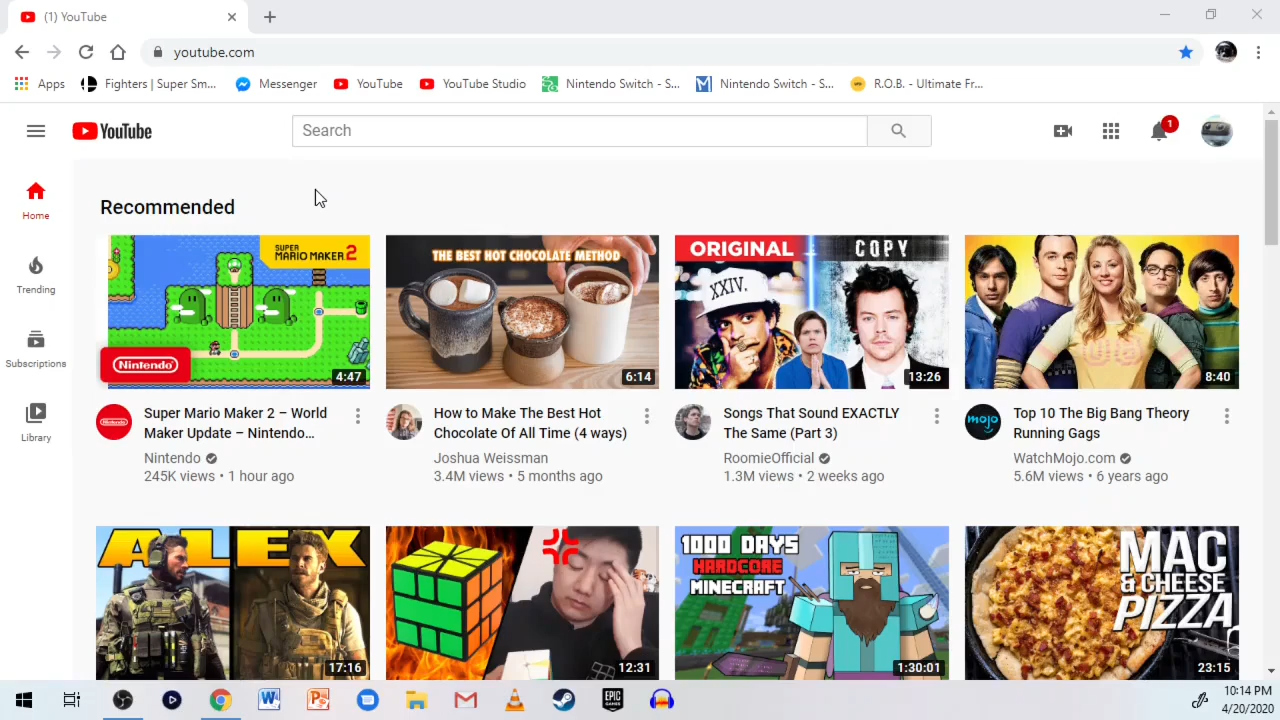 (1) YouTube
youtube.com
Apps
Fighters | Super Sm...
Messenger
YouTube
YouTube Studio
Nintendo Switch - S...
Nintendo Switch - S...
R.O.B. - Ultimate Fr...
YouTube
Search
1
Home
Trending
Subscriptions
Library
Recommended
SUPER
MARIO MAKER 2
Nintendo
4:47
THE BEST HOT CHOCOLATE METHOD
6:14
ORIGINAL
COPY
XXIV.
13:26
8:40
Nintendo
Super Mario Maker 2 – World
Maker Update – Nintendo...
Nintendo
245K views • 1 hour ago
How to Make The Best Hot
Chocolate Of All Time (4 ways)
Joshua Weissman
3.4M views • 5 months ago
Songs That Sound EXACTLY
The Same (Part 3)
RoomieOfficial
1.3M views • 2 weeks ago
mojo
Top 10 The Big Bang Theory
Running Gags
WatchMojo.com
5.6M views • 6 years ago
ALEX
17:16
12:31
1000 DAYS
HARDCORE
MINECRAFT
1:30:01
MAC
& CHEESE
PIZZA
23:15
W
P
EPIC
GAMES
10:14 PM
4/20/2020